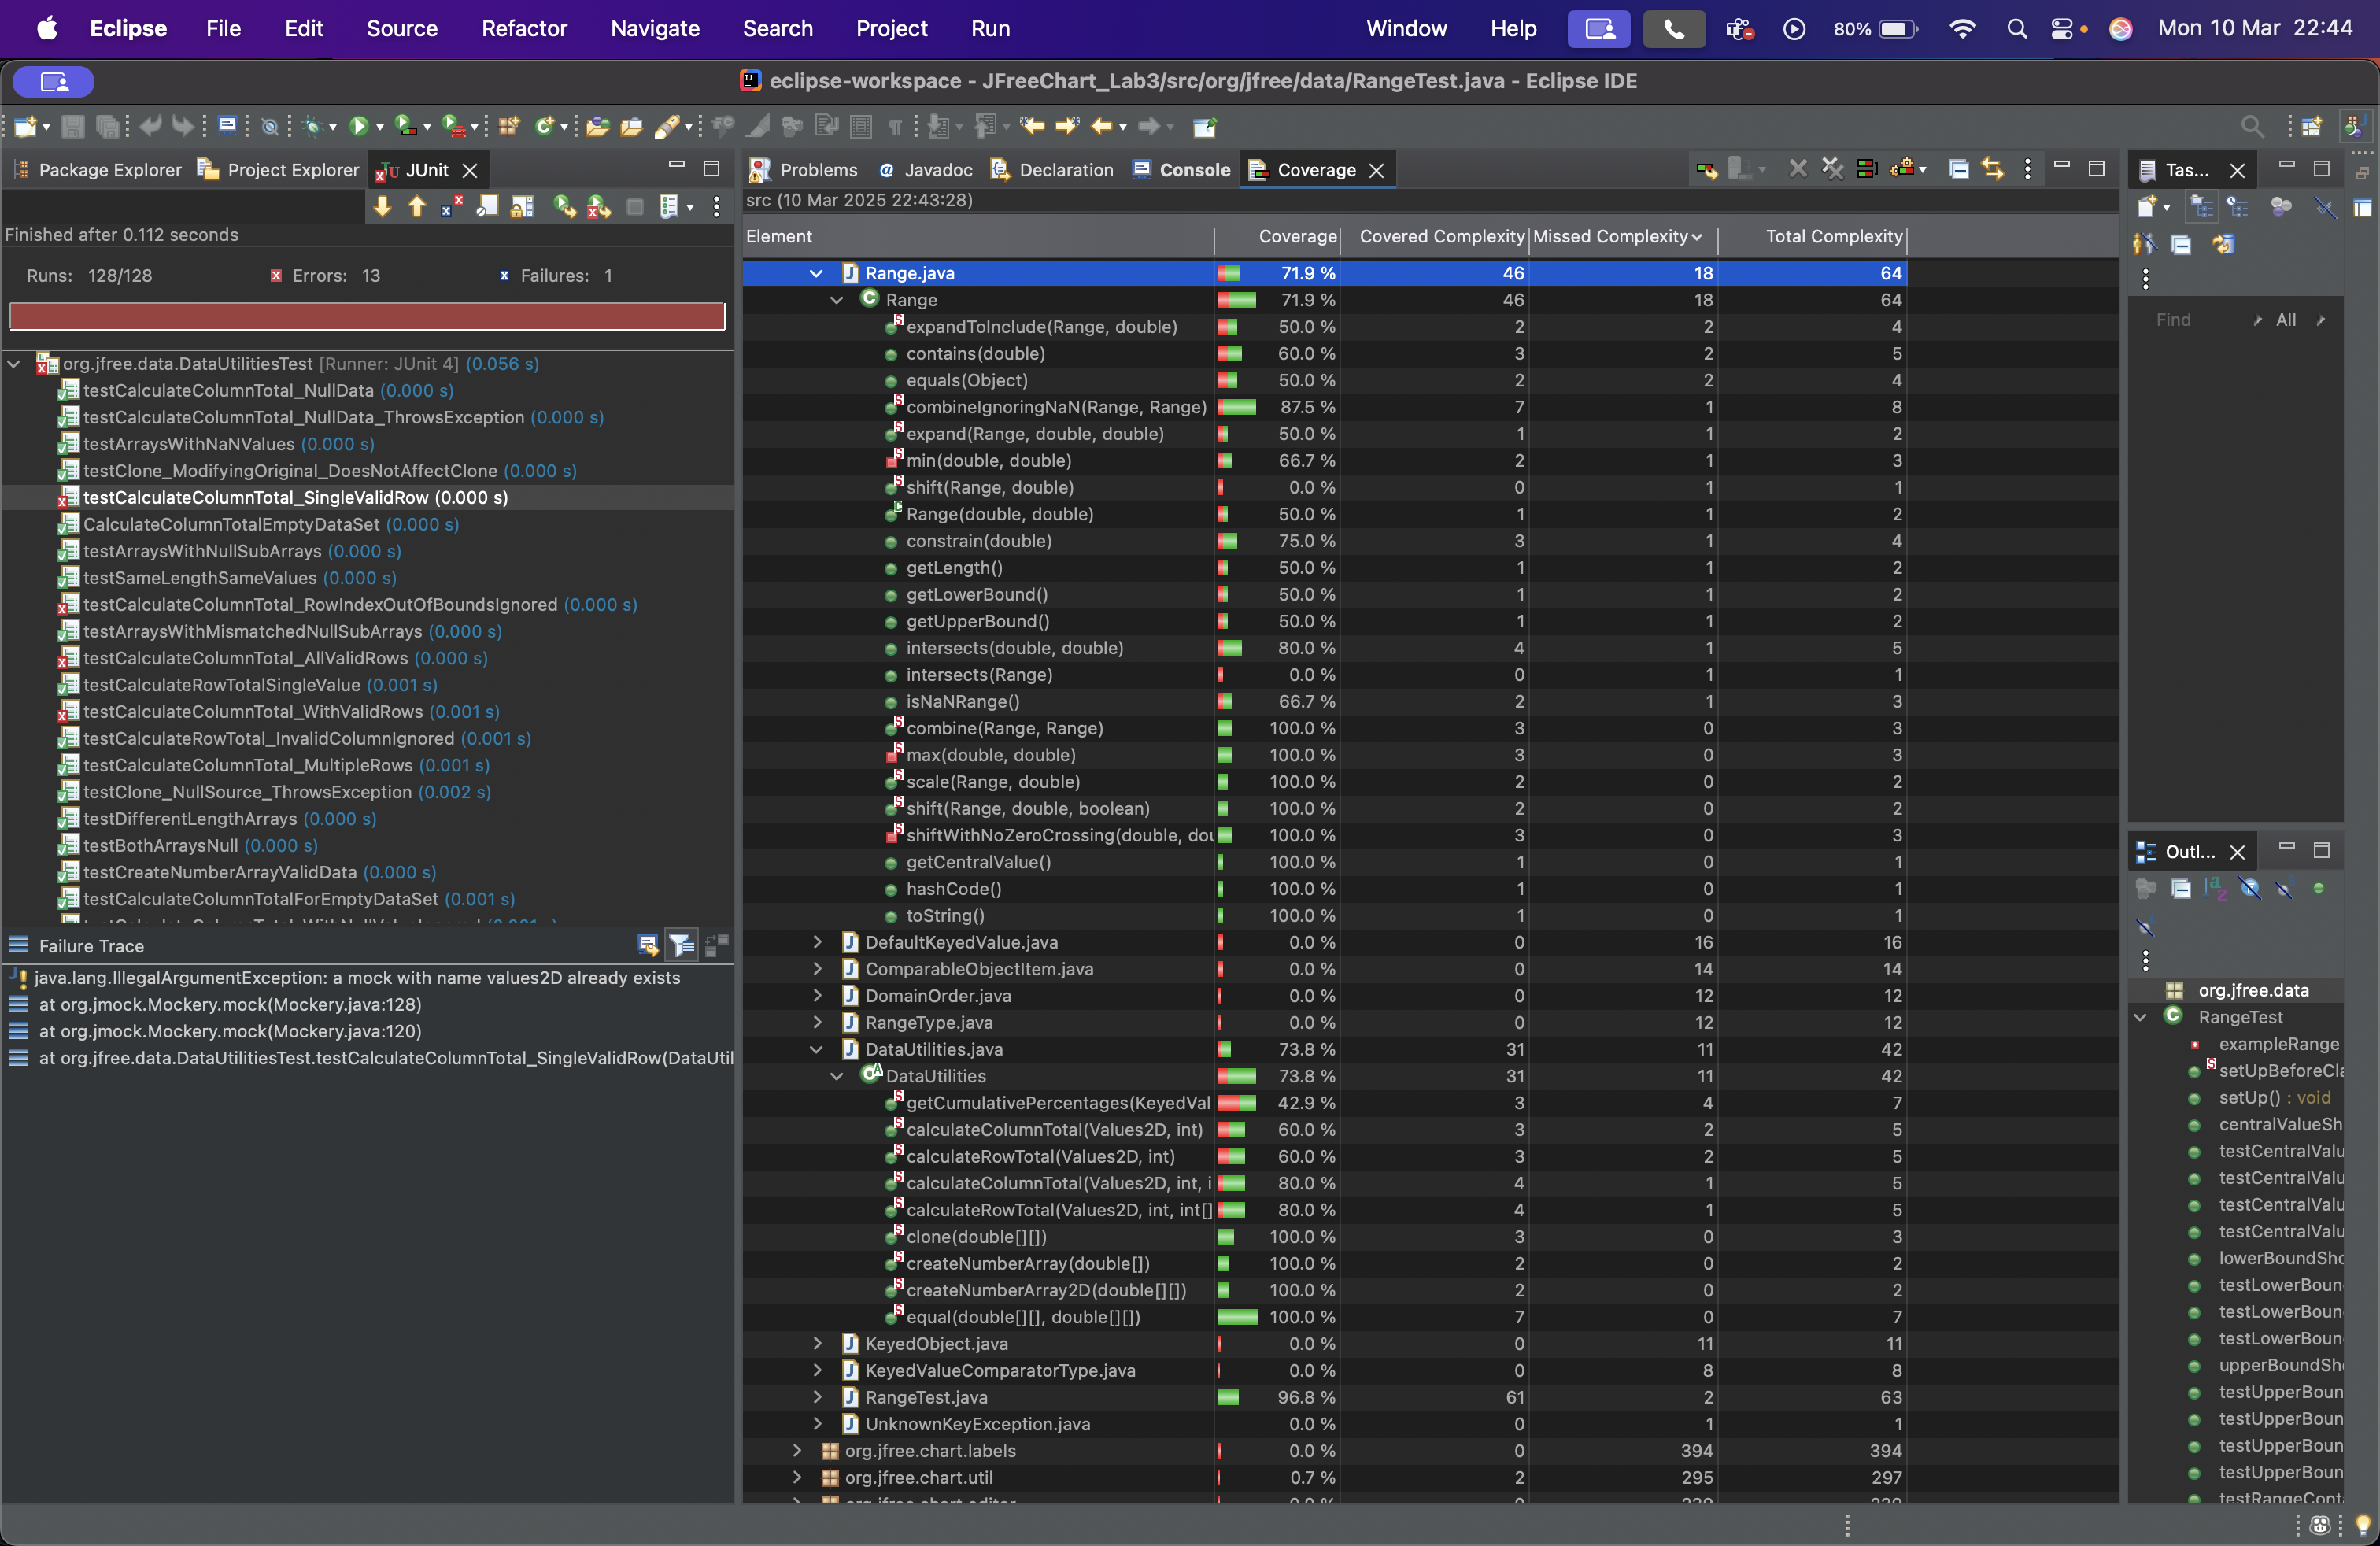 Eclipse File Edit Source Refactor Navigate Search Project Run Window Help 80% Mon 10 Mar 22:44
eclipse-workspace - JFreeChart_Lab3/src/org/jfree/data/RangeTest.java - Eclipse IDE
Package Explorer Project Explorer JUnit
Finished after 0.112 seconds
Runs: 128/128 Errors: 13 Failures: 1
org.jfree.data.DataUtilitiesTest [Runner: JUnit 4] (0.056 s)
testCalculateColumnTotal_NullData (0.000 s)
testCalculateColumnTotal_NullData_ThrowsException (0.000 s)
testArraysWithNaNValues (0.000 s)
testClone_ModifyingOriginal_DoesNotAffectClone (0.000 s)
testCalculateColumnTotal_SingleValidRow (0.000 s)
CalculateColumnTotalEmptyDataSet (0.000 s)
testArraysWithNullSubArrays (0.000 s)
testSameLengthSameValues (0.000 s)
testCalculateColumnTotal_RowIndexOutOfBoundsIgnored (0.000 s)
testArraysWithMismatchedNullSubArrays (0.000 s)
testCalculateColumnTotal_AllValidRows (0.000 s)
testCalculateRowTotalSingleValue (0.001 s)
testCalculateColumnTotal_WithValidRows (0.001 s)
testCalculateRowTotal_InvalidColumnIgnored (0.001 s)
testCalculateColumnTotal_MultipleRows (0.001 s)
testClone_NullSource_ThrowsException (0.002 s)
testDifferentLengthArrays (0.000 s)
testBothArraysNull (0.000 s)
testCreateNumberArrayValidData (0.000 s)
testCalculateColumnTotalForEmptyDataSet (0.001 s)
Failure Trace
java.lang.IllegalArgumentException: a mock with name values2D already exists
at org.jmock.Mockery.mock(Mockery.java:128)
at org.jmock.Mockery.mock(Mockery.java:120)
at org.jfree.data.DataUtilitiesTest.testCalculateColumnTotal_SingleValidRow(DataUtil
Problems Javadoc Declaration Console Coverage
src (10 Mar 2025 22:43:28)
Element Coverage Covered Complexity Missed Complexity Total Complexity
Range.java 71.9 % 46 18 64
Range 71.9 % 46 18 64
expandToInclude(Range, double) 50.0 % 2 2 4
contains(double) 60.0 % 3 2 5
equals(Object) 50.0 % 2 2 4
combineIgnoringNaN(Range, Range) 87.5 % 7 1 8
expand(Range, double, double) 50.0 % 1 1 2
min(double, double) 66.7 % 2 1 3
shift(Range, double) 0.0 % 0 1 1
Range(double, double) 50.0 % 1 1 2
constrain(double) 75.0 % 3 1 4
getLength() 50.0 % 1 1 2
getLowerBound() 50.0 % 1 1 2
getUpperBound() 50.0 % 1 1 2
intersects(double, double) 80.0 % 4 1 5
intersects(Range) 0.0 % 0 1 1
isNaNRange() 66.7 % 2 1 3
combine(Range, Range) 100.0 % 3 0 3
max(double, double) 100.0 % 3 0 3
scale(Range, double) 100.0 % 2 0 2
shift(Range, double, boolean) 100.0 % 2 0 2
shiftWithNoZeroCrossing(double, dou 100.0 % 3 0 3
getCentralValue() 100.0 % 1 0 1
hashCode() 100.0 % 1 0 1
toString() 100.0 % 1 0 1
DefaultKeyedValue.java 0.0 % 0 16 16
ComparableObjectItem.java 0.0 % 0 14 14
DomainOrder.java 0.0 % 0 12 12
RangeType.java 0.0 % 0 12 12
DataUtilities.java 73.8 % 31 11 42
DataUtilities 73.8 % 31 11 42
getCumulativePercentages(KeyedVal 42.9 % 3 4 7
calculateColumnTotal(Values2D, int) 60.0 % 3 2 5
calculateRowTotal(Values2D, int) 60.0 % 3 2 5
calculateColumnTotal(Values2D, int, i 80.0 % 4 1 5
calculateRowTotal(Values2D, int, int[] 80.0 % 4 1 5
clone(double[][]) 100.0 % 3 0 3
createNumberArray(double[]) 100.0 % 2 0 2
createNumberArray2D(double[][]) 100.0 % 2 0 2
equal(double[][], double[][]) 100.0 % 7 0 7
KeyedObject.java 0.0 % 0 11 11
KeyedValueComparatorType.java 0.0 % 0 8 8
RangeTest.java 96.8 % 61 2 63
UnknownKeyException.java 0.0 % 0 1 1
org.jfree.chart.labels 0.0 % 0 394 394
org.jfree.chart.util 0.7 % 2 295 297
Tas...
Find All
Outl...
org.jfree.data
RangeTest
exampleRange
setUpBeforeCla
setUp() : void
centralValueSh
testCentralValu
testCentralValu
testCentralValu
testCentralValu
lowerBoundSho
testLowerBoun
testLowerBoun
testLowerBoun
upperBoundSho
testUpperBoun
testUpperBoun
testUpperBoun
testUpperBoun
testRangeCont